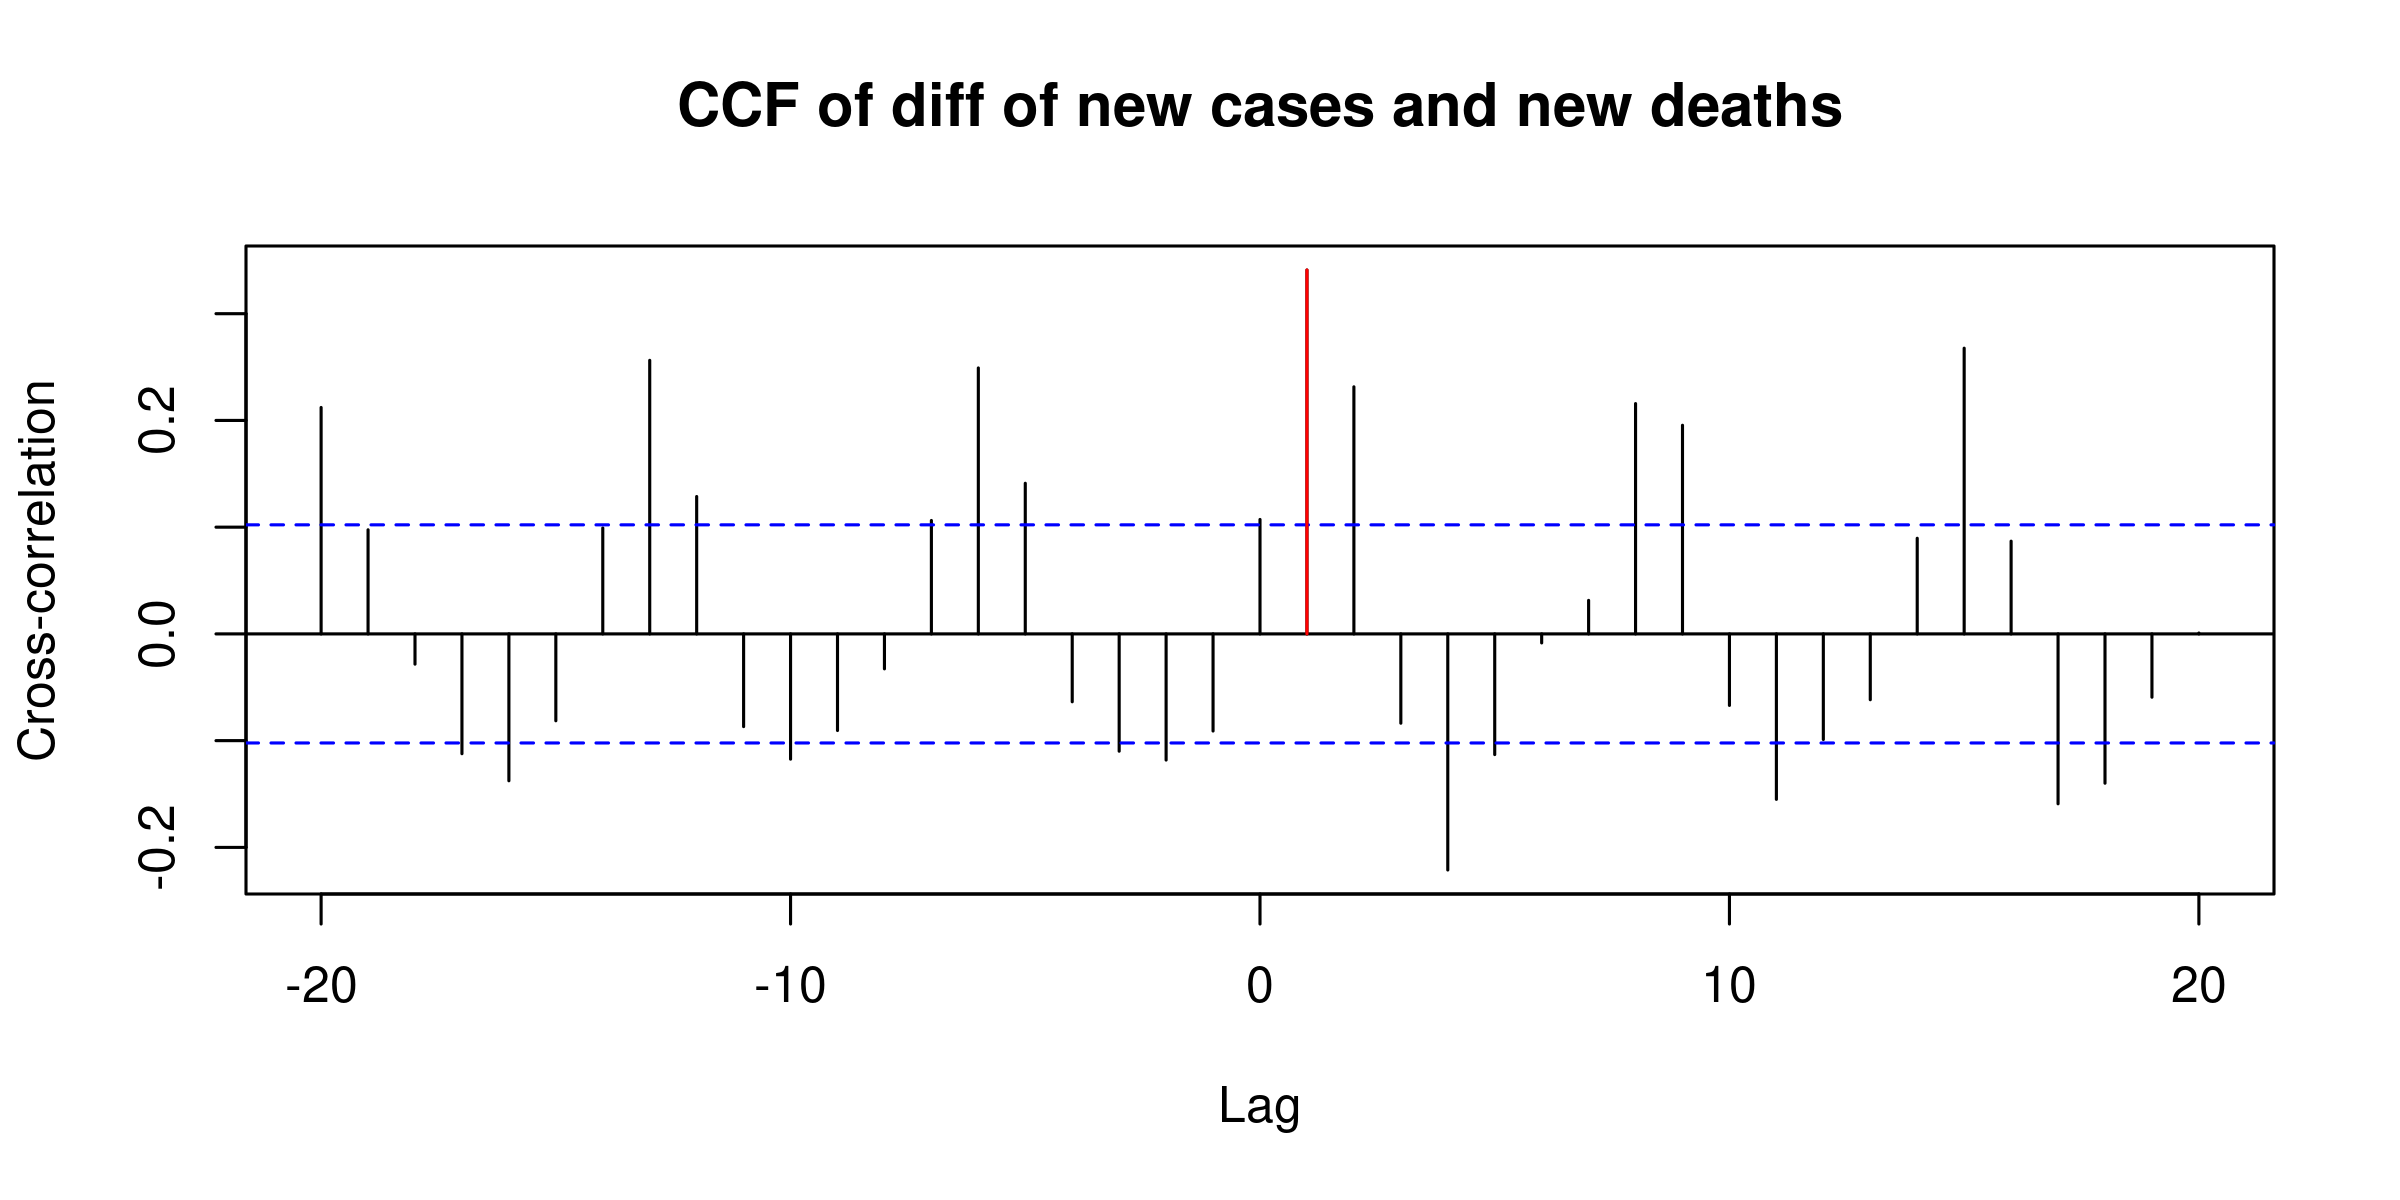 CCF of diff of new cases and new deaths
Cross-correlation
0.2
0.0
-0.2
-20 -10 0 10 20
Lag